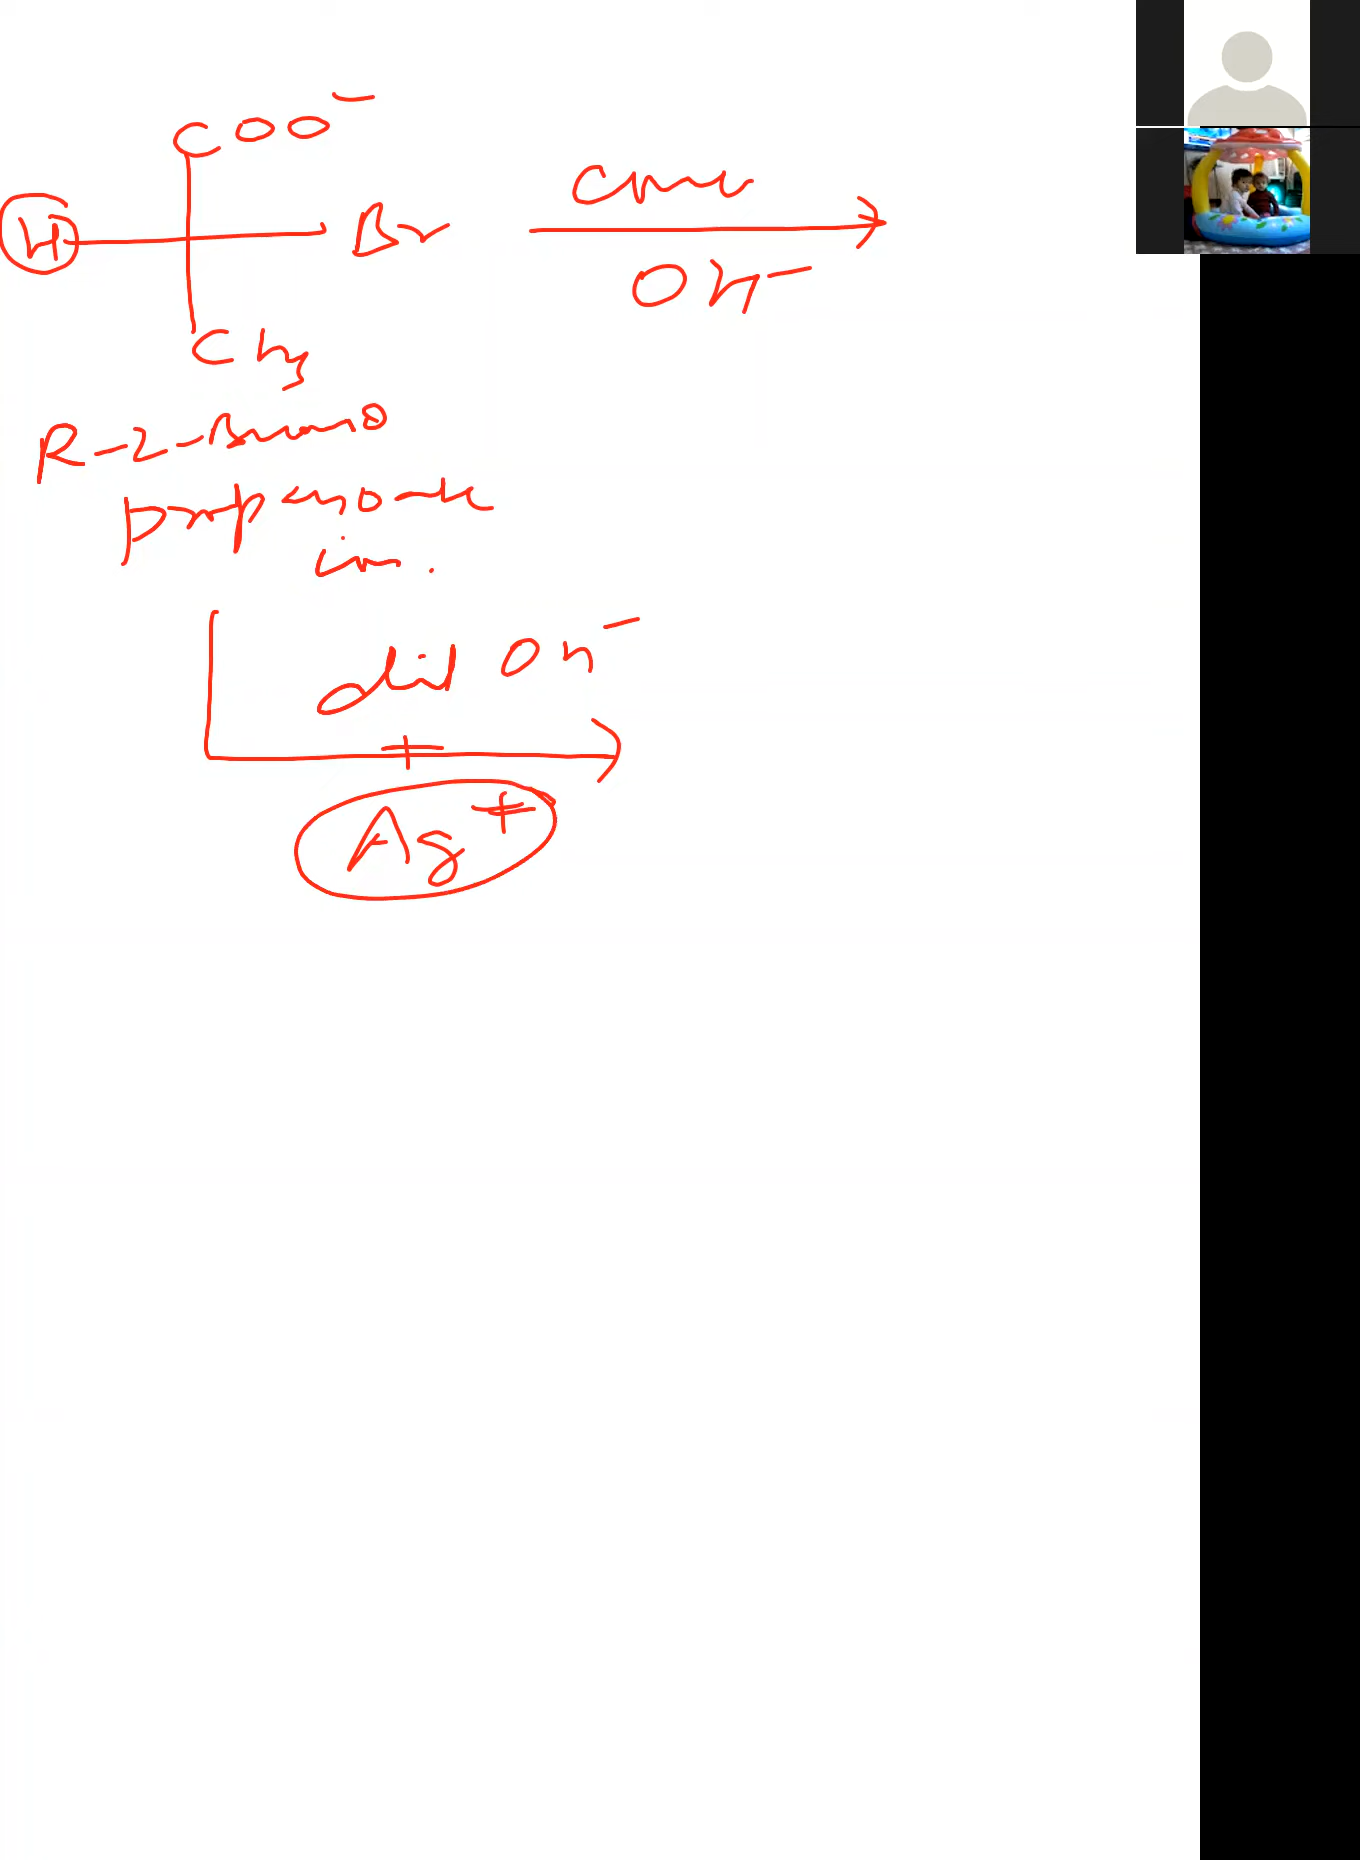 COO⁻
H Br
CH₃
conc
OH⁻
R-2-Bromo
propanoate
ion.
dil OH⁻
Ag⁺